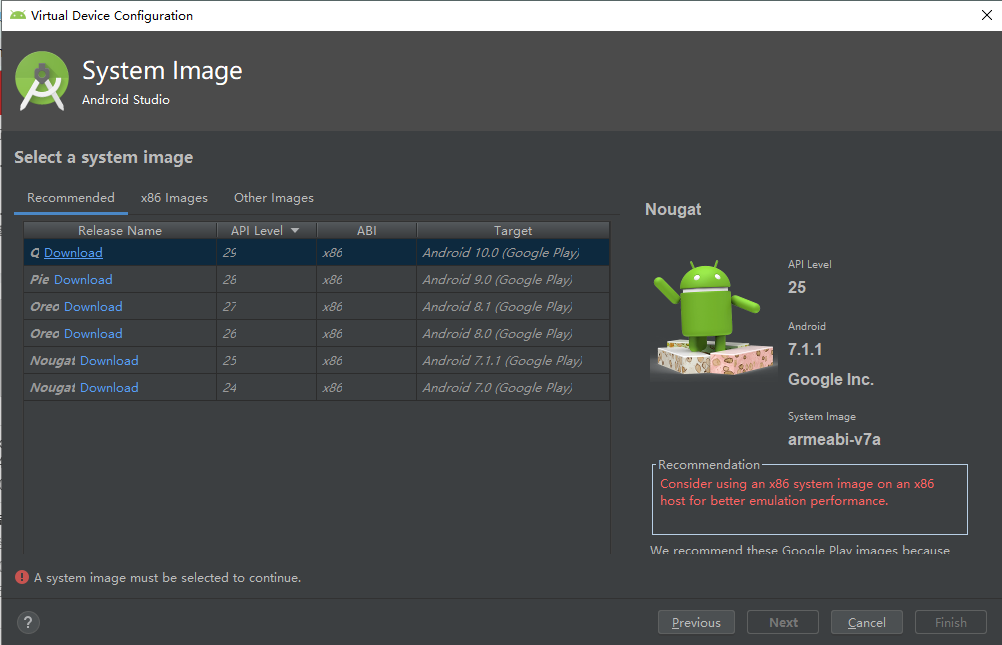 Virtual Device Configuration
System Image
Android Studio
Select a system image
Recommended x86 Images Other Images
Release Name API Level ABI Target
Q Download 29 x86 Android 10.0 (Google Play)
Pie Download 28 x86 Android 9.0 (Google Play)
Oreo Download 27 x86 Android 8.1 (Google Play)
Oreo Download 26 x86 Android 8.0 (Google Play)
Nougat Download 25 x86 Android 7.1.1 (Google Play)
Nougat Download 24 x86 Android 7.0 (Google Play)
Nougat
API Level
25
Android
7.1.1
Google Inc.
System Image
armeabi-v7a
Recommendation
Consider using an x86 system image on an x86
host for better emulation performance.
We recommend these Google Play images because
A system image must be selected to continue.
? Previous Next Cancel Finish